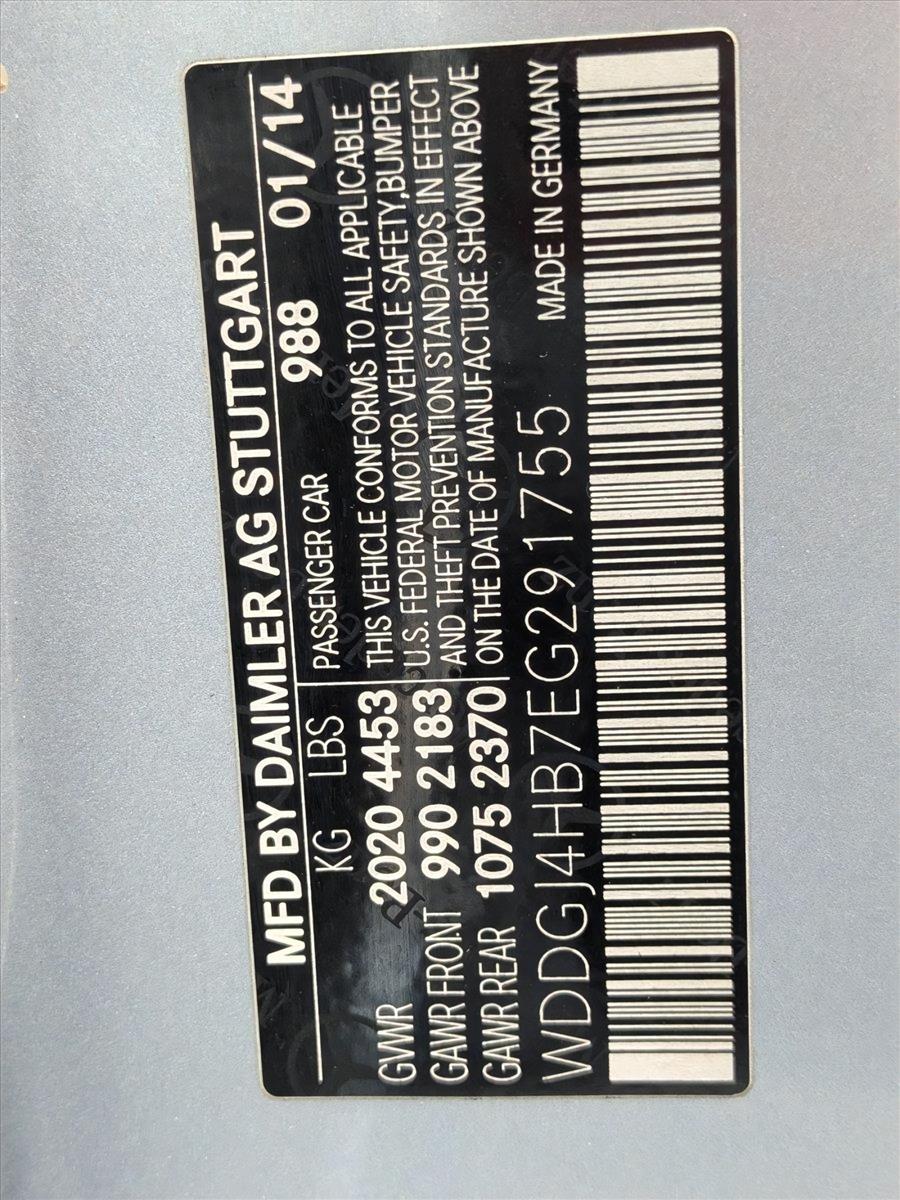 MFD BY DAIMLER AG STUTTGART
KG LBS PASSENGER CAR 988 01/14
GVWR 2020 4453 THIS VEHICLE CONFORMS TO ALL APPLICABLE
GAWR FRONT 990 2183 U.S. FEDERAL MOTOR VEHICLE SAFETY,BUMPER
GAWR REAR 1075 2370 AND THEFT PREVENTION STANDARDS IN EFFECT
ON THE DATE OF MANUFACTURE SHOWN ABOVE
WDDGJ4HB7EG291755 MADE IN GERMANY